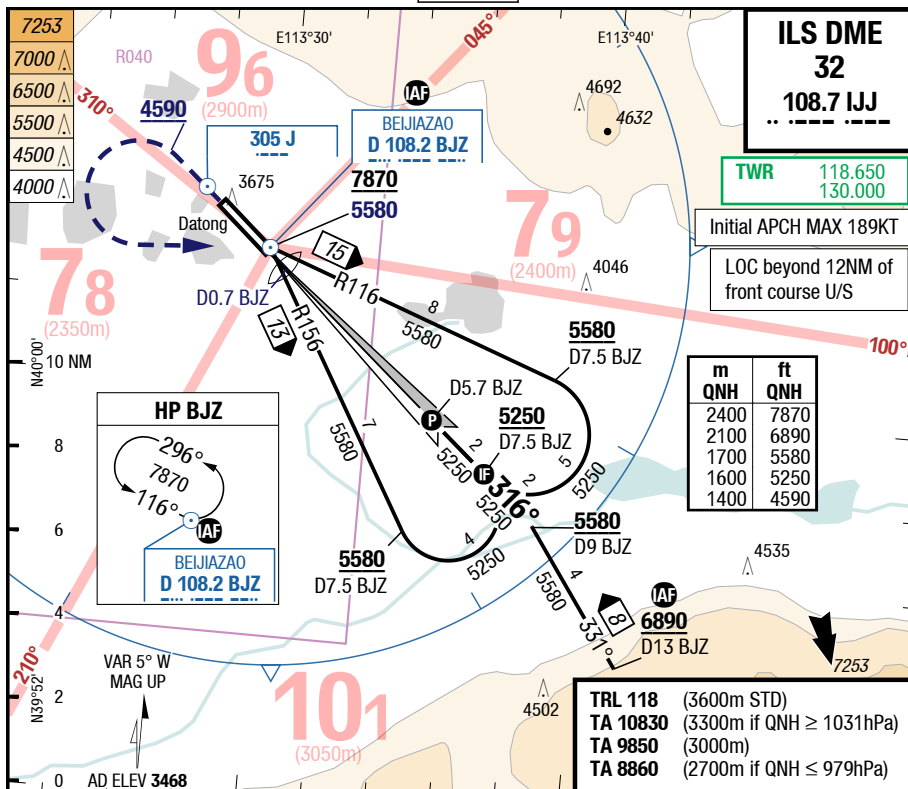 7253
7000
6500
5500
4500
4000
R040
96
(2900m)
310°
4590
305 J
E113°30'
045°
IAF
BEIJIAZAO
D 108.2 BJZ
7870
5580
3675
Datong
D0.7 BJZ
78
(2350m)
E113°40'
4692
4632
ILS DME
32
108.7 IJJ
TWR 118.650
130.000
Initial APCH MAX 189KT
LOC beyond 12NM of
front course U/S
79
(2400m)
4046
100°
15
R116
8
5580
13
R156
7
5580
5580
D7.5 BJZ
D5.7 BJZ
P
5250
D7.5 BJZ
IF
2
5250
316°
2
5250
5
5250
4
5250
5580
D7.5 BJZ
5580
D9 BJZ
4
5580
331°
8
IAF
6890
D13 BJZ
m ft
QNH QNH
2400 7870
2100 6890
1700 5580
1600 5250
1400 4590
N40°00'
10 NM
8
6
4
2
0
N39°52'
HP BJZ
296°
7870
116°
IAF
BEIJIAZAO
D 108.2 BJZ
210°
VAR 5° W
MAG UP
AD ELEV 3468
101
(3050m)
4535
4502
7253
TRL 118 (3600m STD)
TA 10830 (3300m if QNH ≥ 1031hPa)
TA 9850 (3000m)
TA 8860 (2700m if QNH ≤ 979hPa)